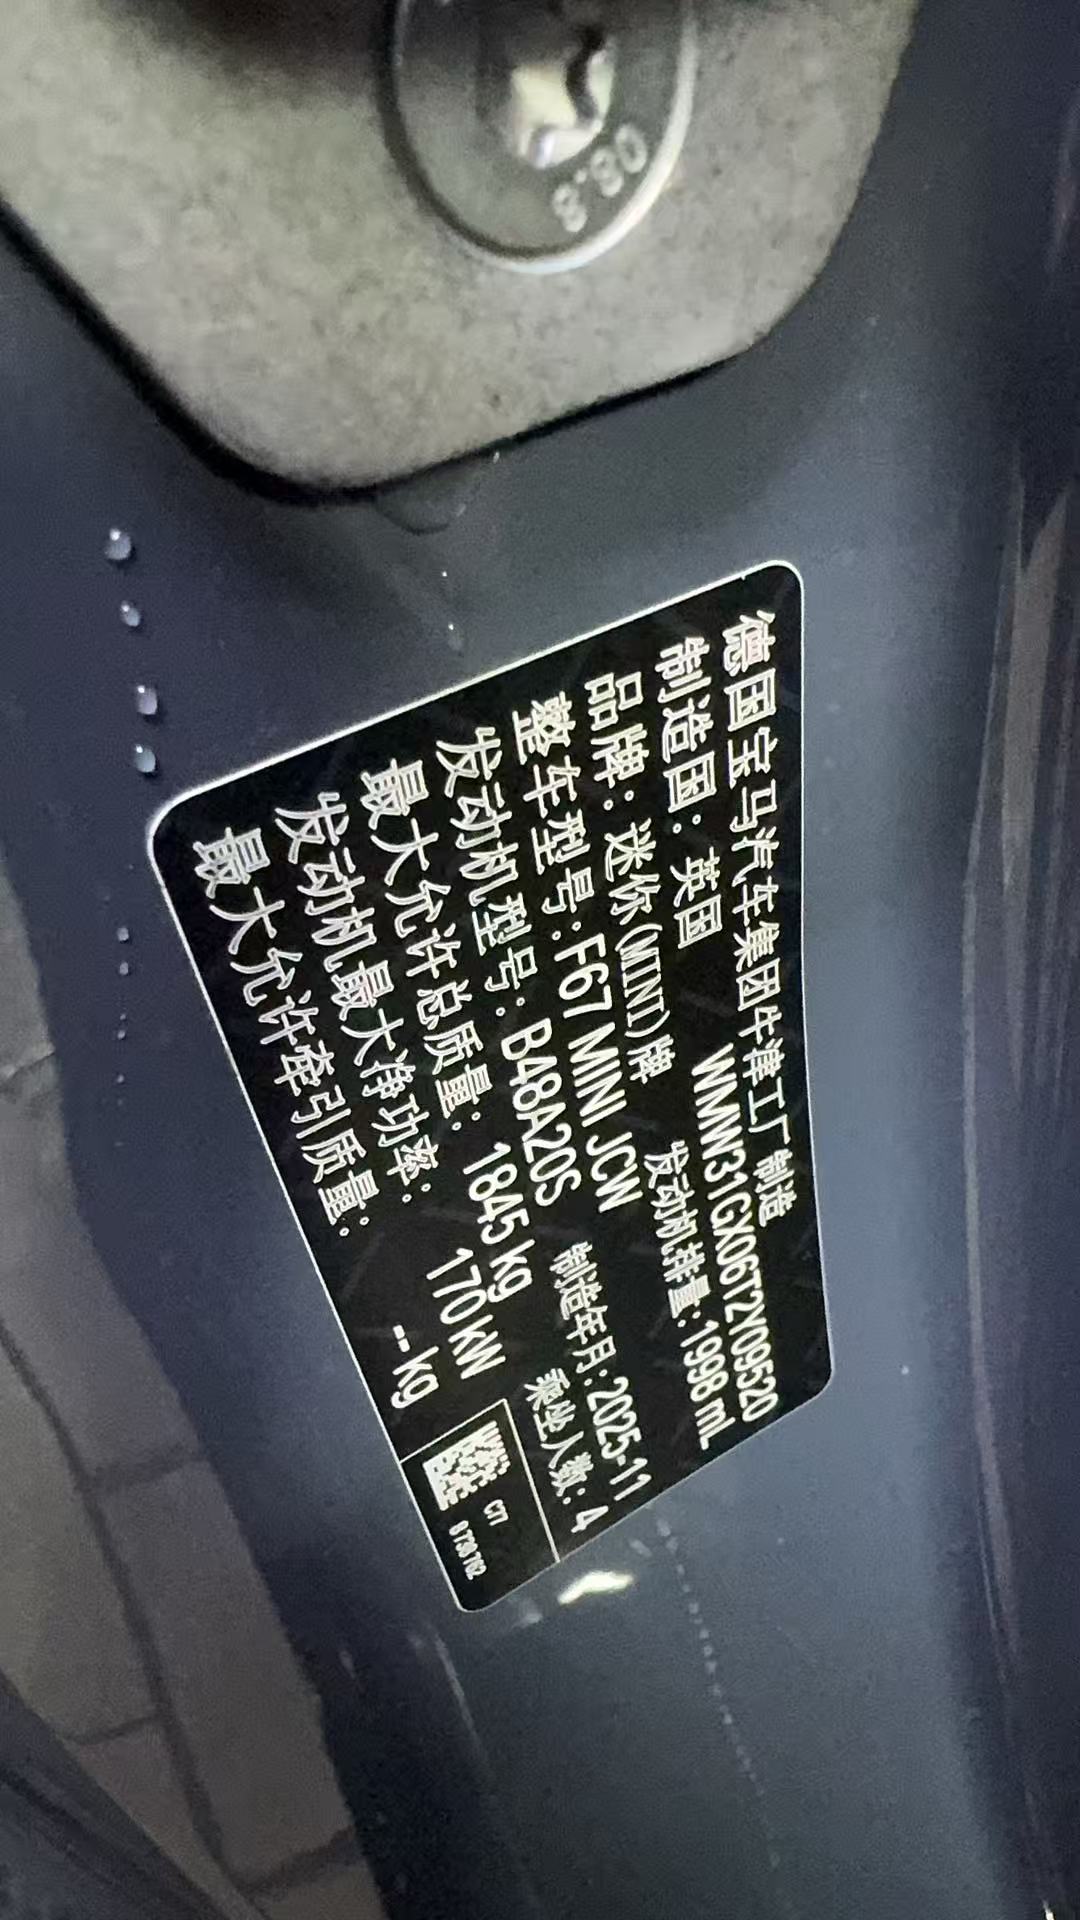 08.8
德国宝马汽车集团牛津工厂制造
制造国：英国 WMW31GX06T2Y09520
品牌：迷你(MINI)牌 发动机排量：1998 mL
整车型号：F67 MINI JCW
发动机型号：B48A20S 制造年月：2025-11
最大允许总质量：1845 kg 乘坐人数：4
发动机最大净功率：170 kW
最大允许牵引质量：-- kg